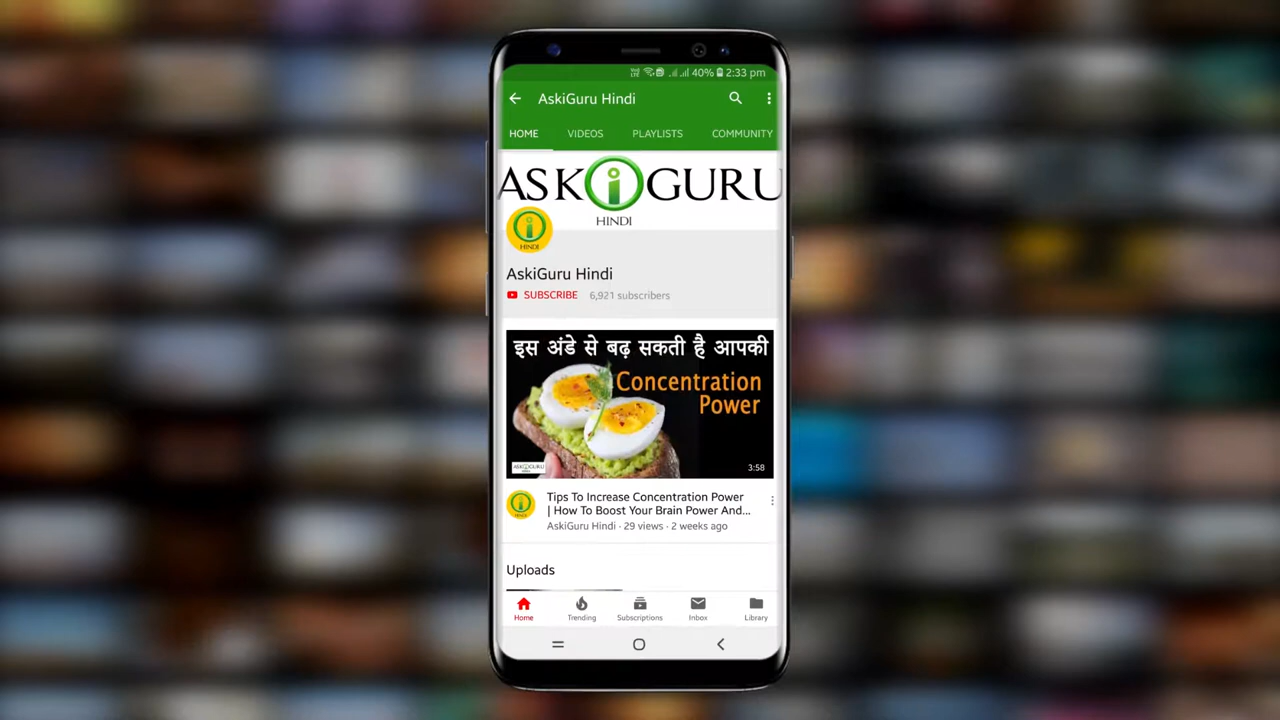 40% 2:33 pm
AskiGuru Hindi
HOME VIDEOS PLAYLISTS COMMUNITY
ASKiGURU
HINDI
HINDI
AskiGuru Hindi
SUBSCRIBE 6,921 subscribers
इस अंडे से बढ़ सकती है आपकी
Concentration
Power
ASKiGURU
3:58
Tips To Increase Concentration Power
| How To Boost Your Brain Power And...
AskiGuru Hindi · 29 views · 2 weeks ago
Uploads
Home Trending Subscriptions Inbox Library